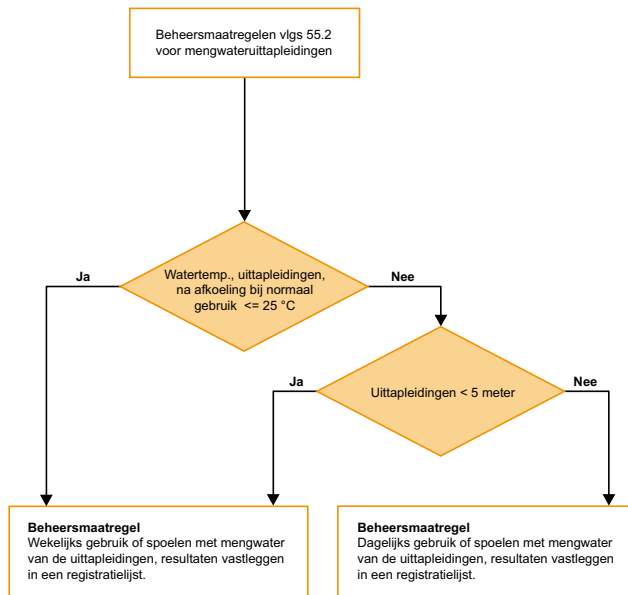 Beheersmaatregelen vlgs 55.2
voor mengwateruittapleidingen
Watertemp., uittapleidingen,
na afkoeling bij normaal
gebruik <= 25 °C
Ja
Nee
Uittapleidingen < 5 meter
Ja
Nee
Beheersmaatregel
Wekelijks gebruik of spoelen met mengwater
van de uittapleidingen, resultaten vastleggen
in een registratielijst.
Beheersmaatregel
Dagelijks gebruik of spoelen met mengwater
van de uittapleidingen, resultaten vastleggen
in een registratielijst.